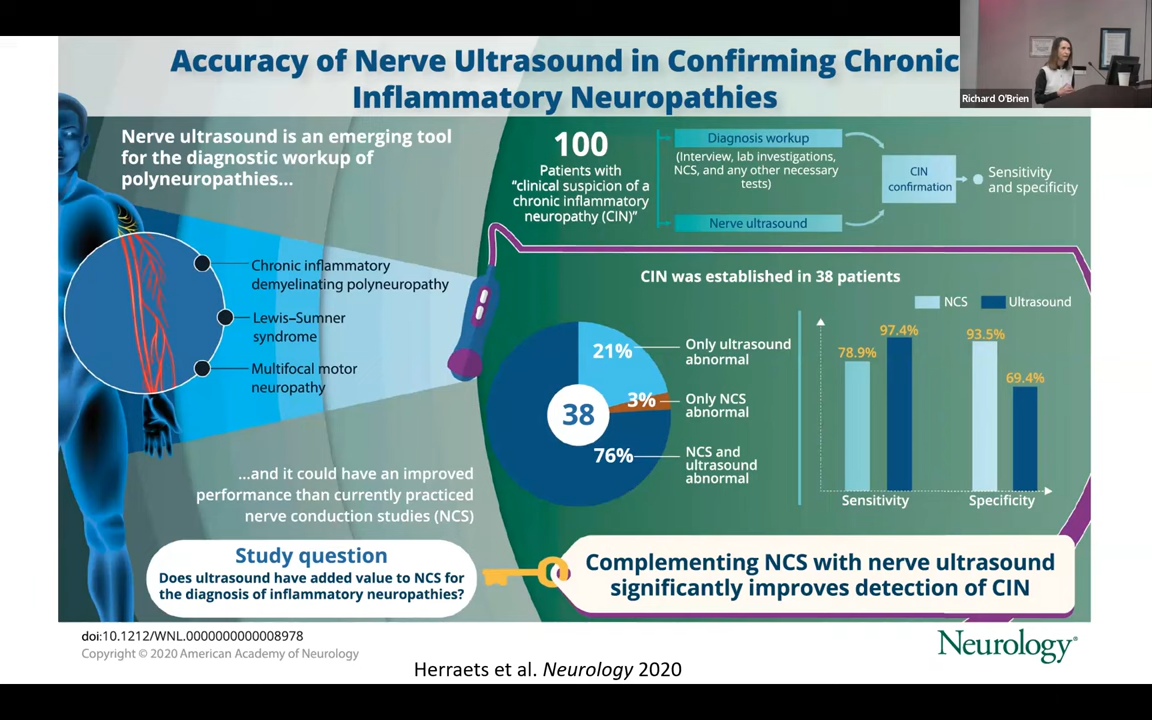 Accuracy of Nerve Ultrasound in Confirming Chronic
Inflammatory Neuropathies
Richard O'Brien
Nerve ultrasound is an emerging tool
for the diagnostic workup of
polyneuropathies...
Chronic inflammatory
demyelinating polyneuropathy
Lewis–Sumner
syndrome
Multifocal motor
neuropathy
...and it could have an improved
performance than currently practiced
nerve conduction studies (NCS)
Study question
Does ultrasound have added value to NCS for
the diagnosis of inflammatory neuropathies?
100
Patients with
"clinical suspicion of a
chronic inflammatory
neuropathy (CIN)"
Diagnosis workup
(Interview, lab investigations,
NCS, and any other necessary
tests)
Nerve ultrasound
CIN
confirmation
Sensitivity
and specificity
CIN was established in 38 patients
38
21%
Only ultrasound
abnormal
3%
Only NCS
abnormal
76%
NCS and
ultrasound
abnormal
NCS
Ultrasound
78.9%
97.4%
93.5%
69.4%
Sensitivity
Specificity
Complementing NCS with nerve ultrasound
significantly improves detection of CIN
doi:10.1212/WNL.0000000000008978
Copyright © 2020 American Academy of Neurology
Neurology®
Herraets et al. Neurology 2020